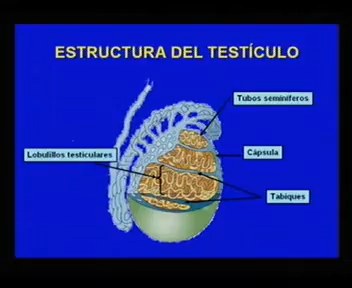 ESTRUCTURA DEL TESTÍCULO
Tubos seminíferos
Lobulillos testiculares
Cápsula
Tabiques